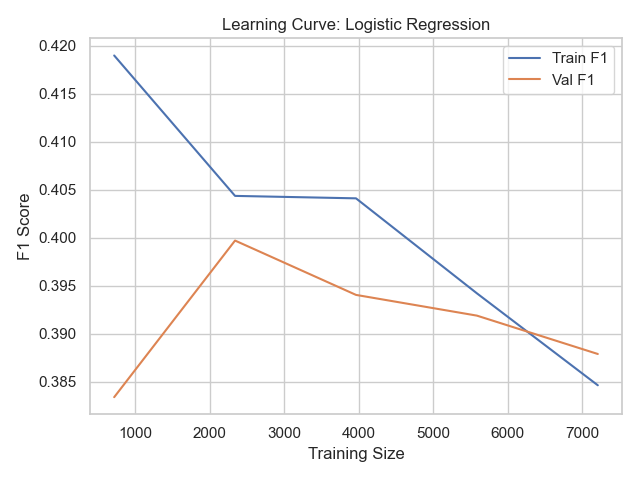 Learning Curve: Logistic Regression
0.420
0.415
0.410
0.405
0.400
0.395
0.390
0.385
F1 Score
Train F1
Val F1
1000 2000 3000 4000 5000 6000 7000
Training Size